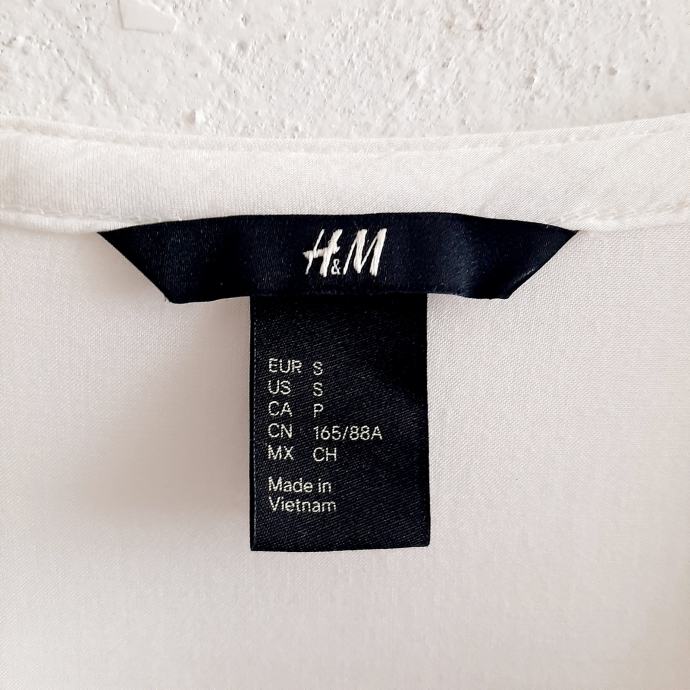 H&M
EUR S
US S
CA P
CN 165/88A
MX CH
Made in
Vietnam